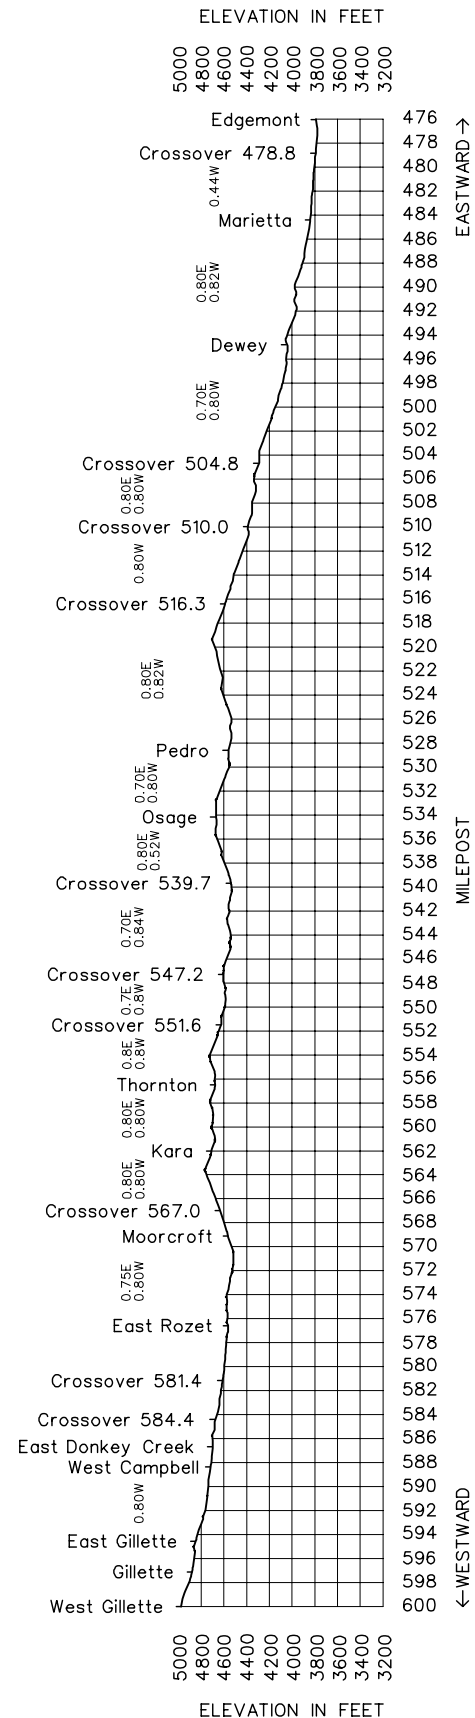 ELEVATION IN FEET
5000 4800 4600 4400 4200 4000 3800 3600 3400 3200
Edgemont 476
EASTWARD →
478
Crossover 478.8
480
0.44W
482
Marietta 484
486
488
0.80E
0.82W
490
492
494
Dewey
496
498
0.70E
0.80W
500
502
504
Crossover 504.8
506
0.80E
0.80W
508
Crossover 510.0 510
512
0.80W
514
516
Crossover 516.3
518
520
522
0.80E
0.82W
524
526
528
Pedro
530
0.70E
0.80W
532
534
Osage
536
0.80E
0.52W
538
Crossover 539.7 540
MILEPOST
542
0.70E
0.84W
544
546
Crossover 547.2
548
0.7E
0.8W
550
Crossover 551.6 552
0.8E
0.8W
554
556
Thornton
558
0.80E
0.80W
560
Kara 562
0.80E
0.80W
564
566
Crossover 567.0
568
Moorcroft
570
0.75E
0.80W
572
574
576
East Rozet
578
580
Crossover 581.4
582
584
Crossover 584.4
586
East Donkey Creek
West Campbell 588
590
0.80W
592
594
East Gillette
596
Gillette
598
← WESTWARD
West Gillette 600
5000 4800 4600 4400 4200 4000 3800 3600 3400 3200
ELEVATION IN FEET